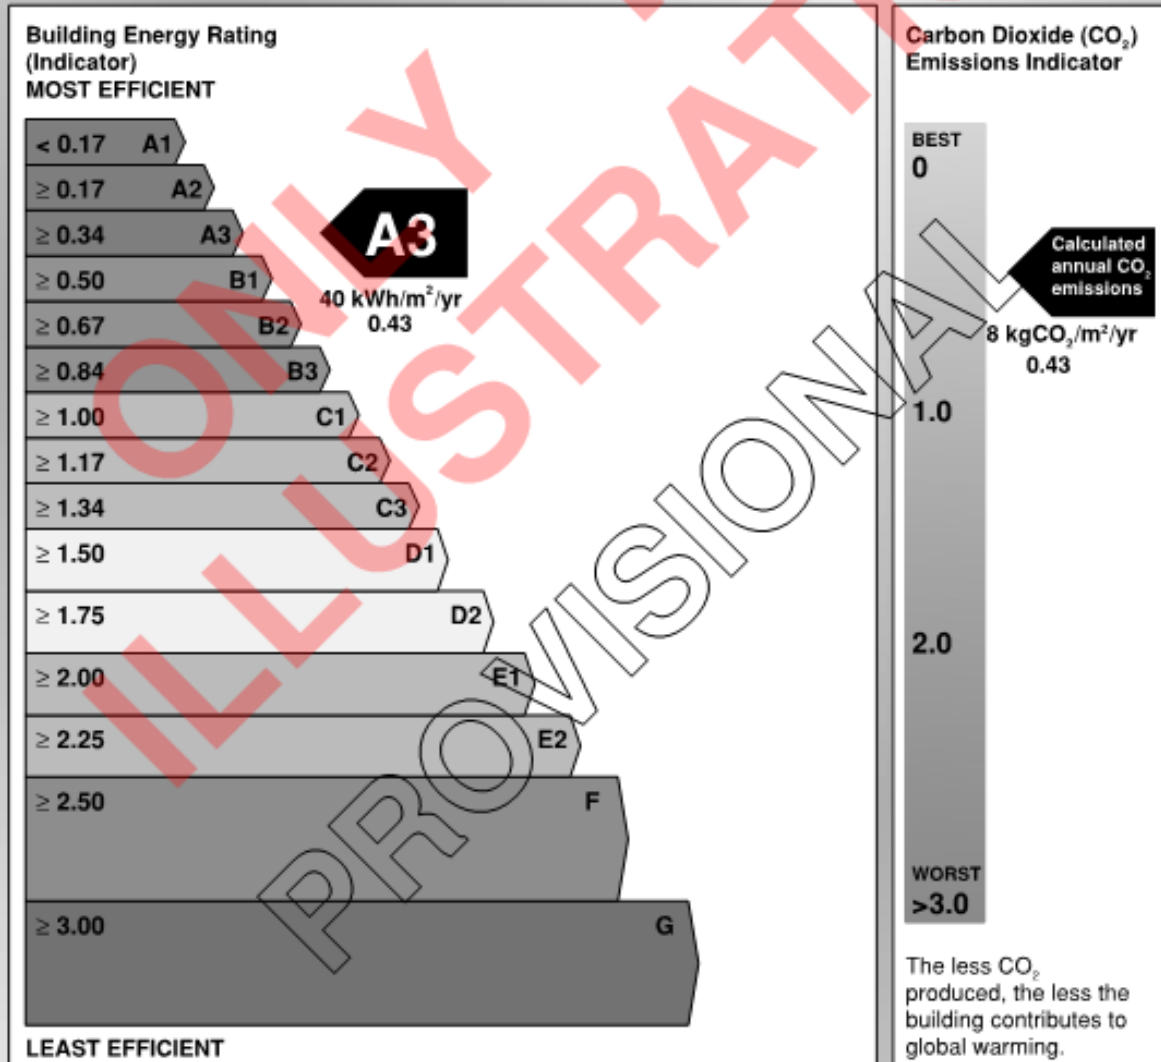 Building Energy Rating
(Indicator)
MOST EFFICIENT
< 0.17 A1
≥ 0.17 A2
≥ 0.34 A3
≥ 0.50 B1
≥ 0.67 B2
≥ 0.84 B3
≥ 1.00 C1
≥ 1.17 C2
≥ 1.34 C3
≥ 1.50 D1
≥ 1.75 D2
≥ 2.00 E1
≥ 2.25 E2
≥ 2.50 F
≥ 3.00 G
LEAST EFFICIENT
A3
40 kWh/m²/yr
0.43
Carbon Dioxide (CO₂)
Emissions Indicator
BEST
0
1.0
2.0
WORST
>3.0
Calculated
annual CO₂
emissions
8 kgCO₂/m²/yr
0.43
The less CO₂
produced, the less the
building contributes to
global warming.
ONLY
ILLUSTRATI
PROVISIONAL